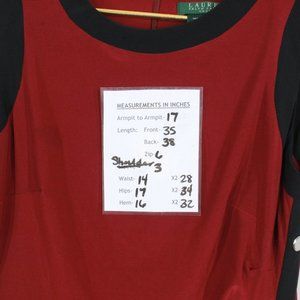 LAUREN
MEASUREMENTS IN INCHES
Armpit to Armpit- 17
Length: Front- 35
Back- 38
Zip 6
Shoulder 3
Waist- 14 X2- 28
Hips- 17 X2- 34
Hem- 16 X2- 32